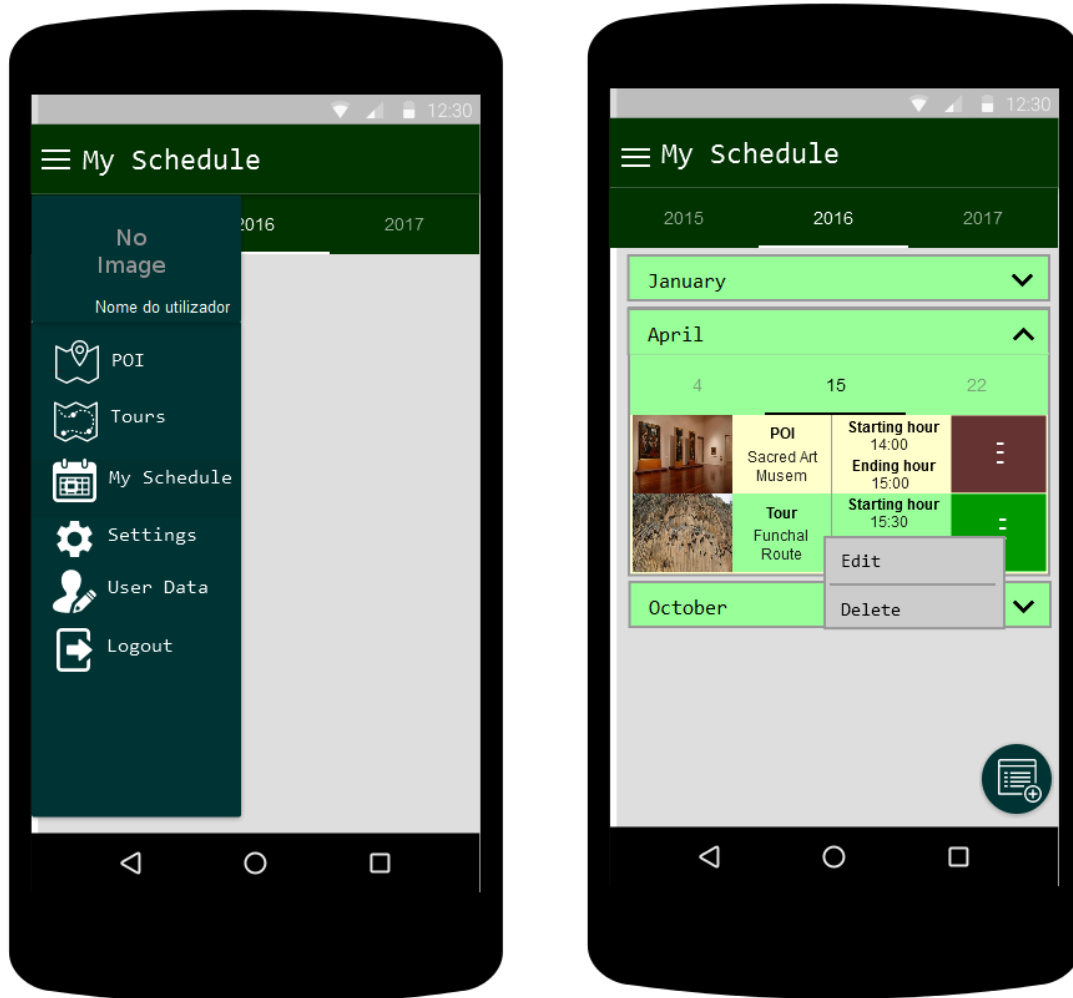 12:30
My Schedule
2016
2017
No
Image
Nome do utilizador
POI
Tours
My Schedule
Settings
User Data
Logout
12:30
My Schedule
2015
2016
2017
January
April
4
15
22
POI
Sacred Art
Musem
Starting hour
14:00
Ending hour
15:00
Tour
Funchal
Route
Starting hour
15:30
Edit
Delete
October